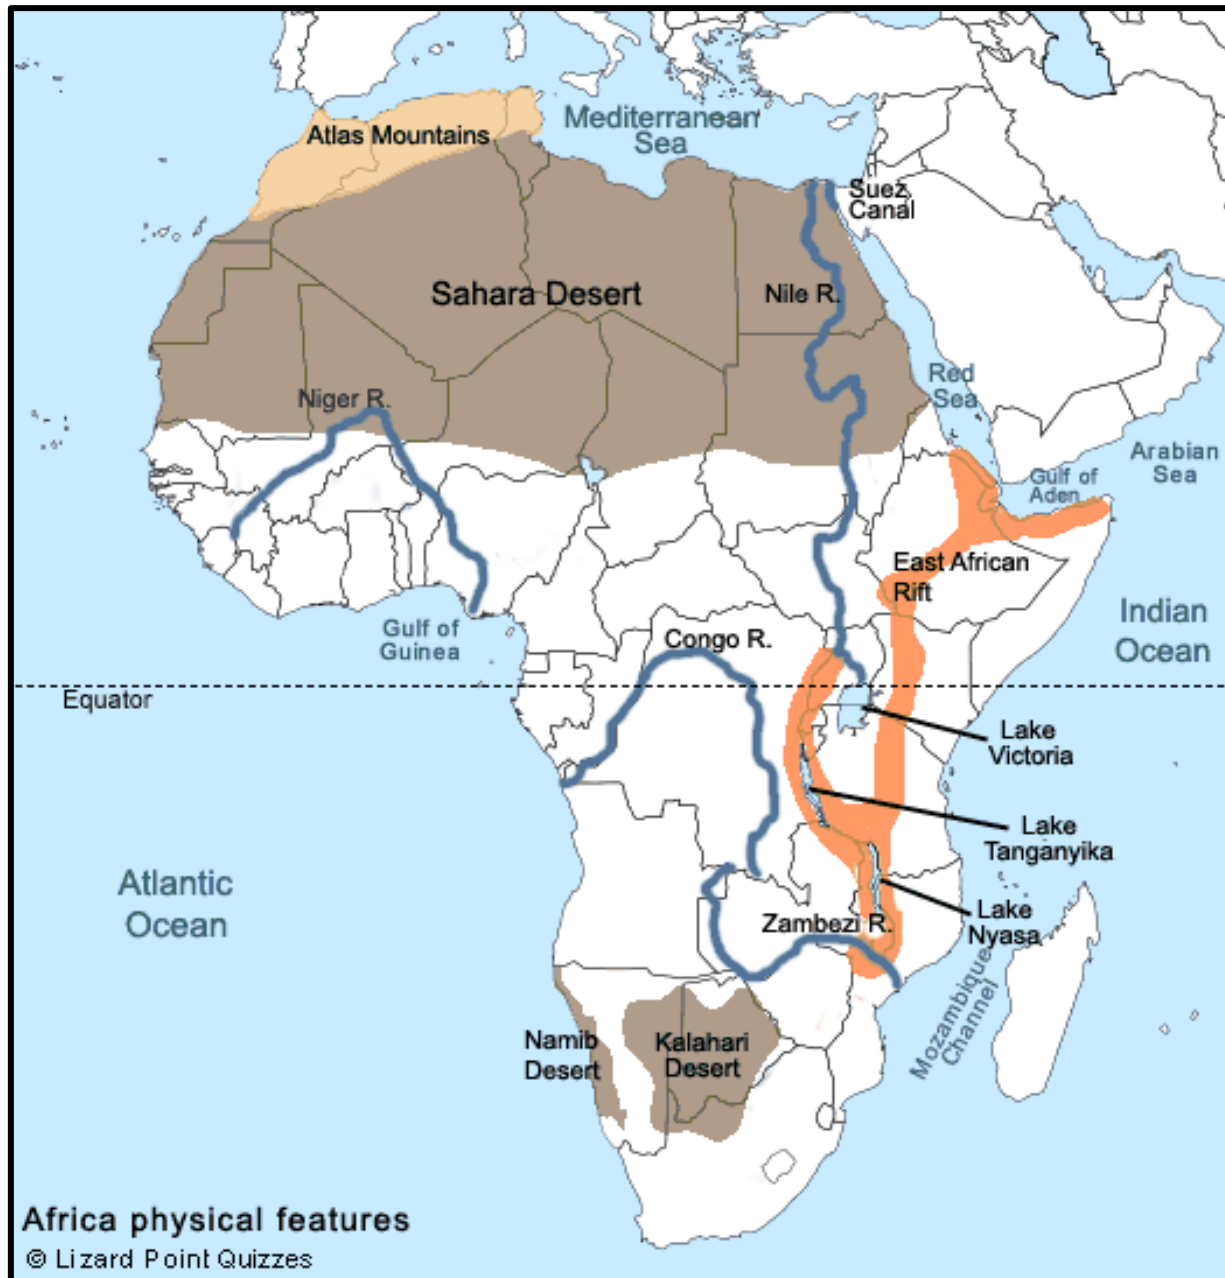 Atlas Mountains
Mediterranean
Sea
Suez
Canal
Sahara Desert
Nile R.
Niger R.
Red
Sea
Arabian
Sea
Gulf of
Aden
East African
Rift
Indian
Ocean
Gulf of
Guinea
Congo R.
Equator
Lake
Victoria
Lake
Tanganyika
Atlantic
Ocean
Lake
Nyasa
Zambezi R.
Mozambique
Channel
Namib
Desert
Kalahari
Desert
Africa physical features
© Lizard Point Quizzes